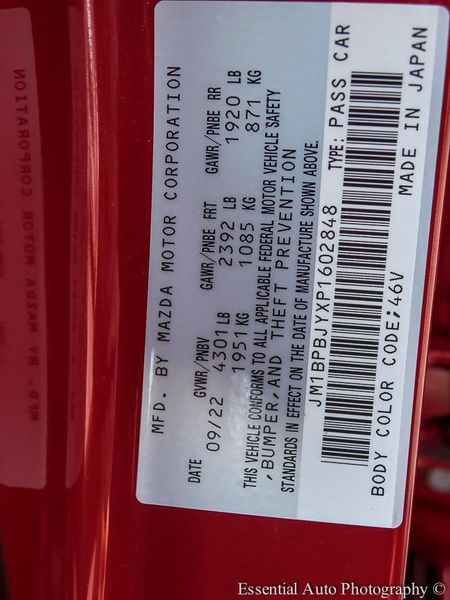 MFD. BY MAZDA MOTOR CORPORATION
DATE GVWR/PNBV GAWR/PNBE FRT GAWR/PNBE RR
09/22 4301 LB 2392 LB 1920 LB
1951 KG 1085 KG 871 KG
THIS VEHICLE CONFORMS TO ALL APPLICABLE FEDERAL MOTOR VEHICLE SAFETY
,BUMPER,AND THEFT PREVENTION
STANDARDS IN EFFECT ON THE DATE OF MANUFACTURE SHOWN ABOVE.
JM1BPBJYXP1602848 TYPE: PASS CAR
BODY COLOR CODE;46V MADE IN JAPAN
Essential Auto Photography ©